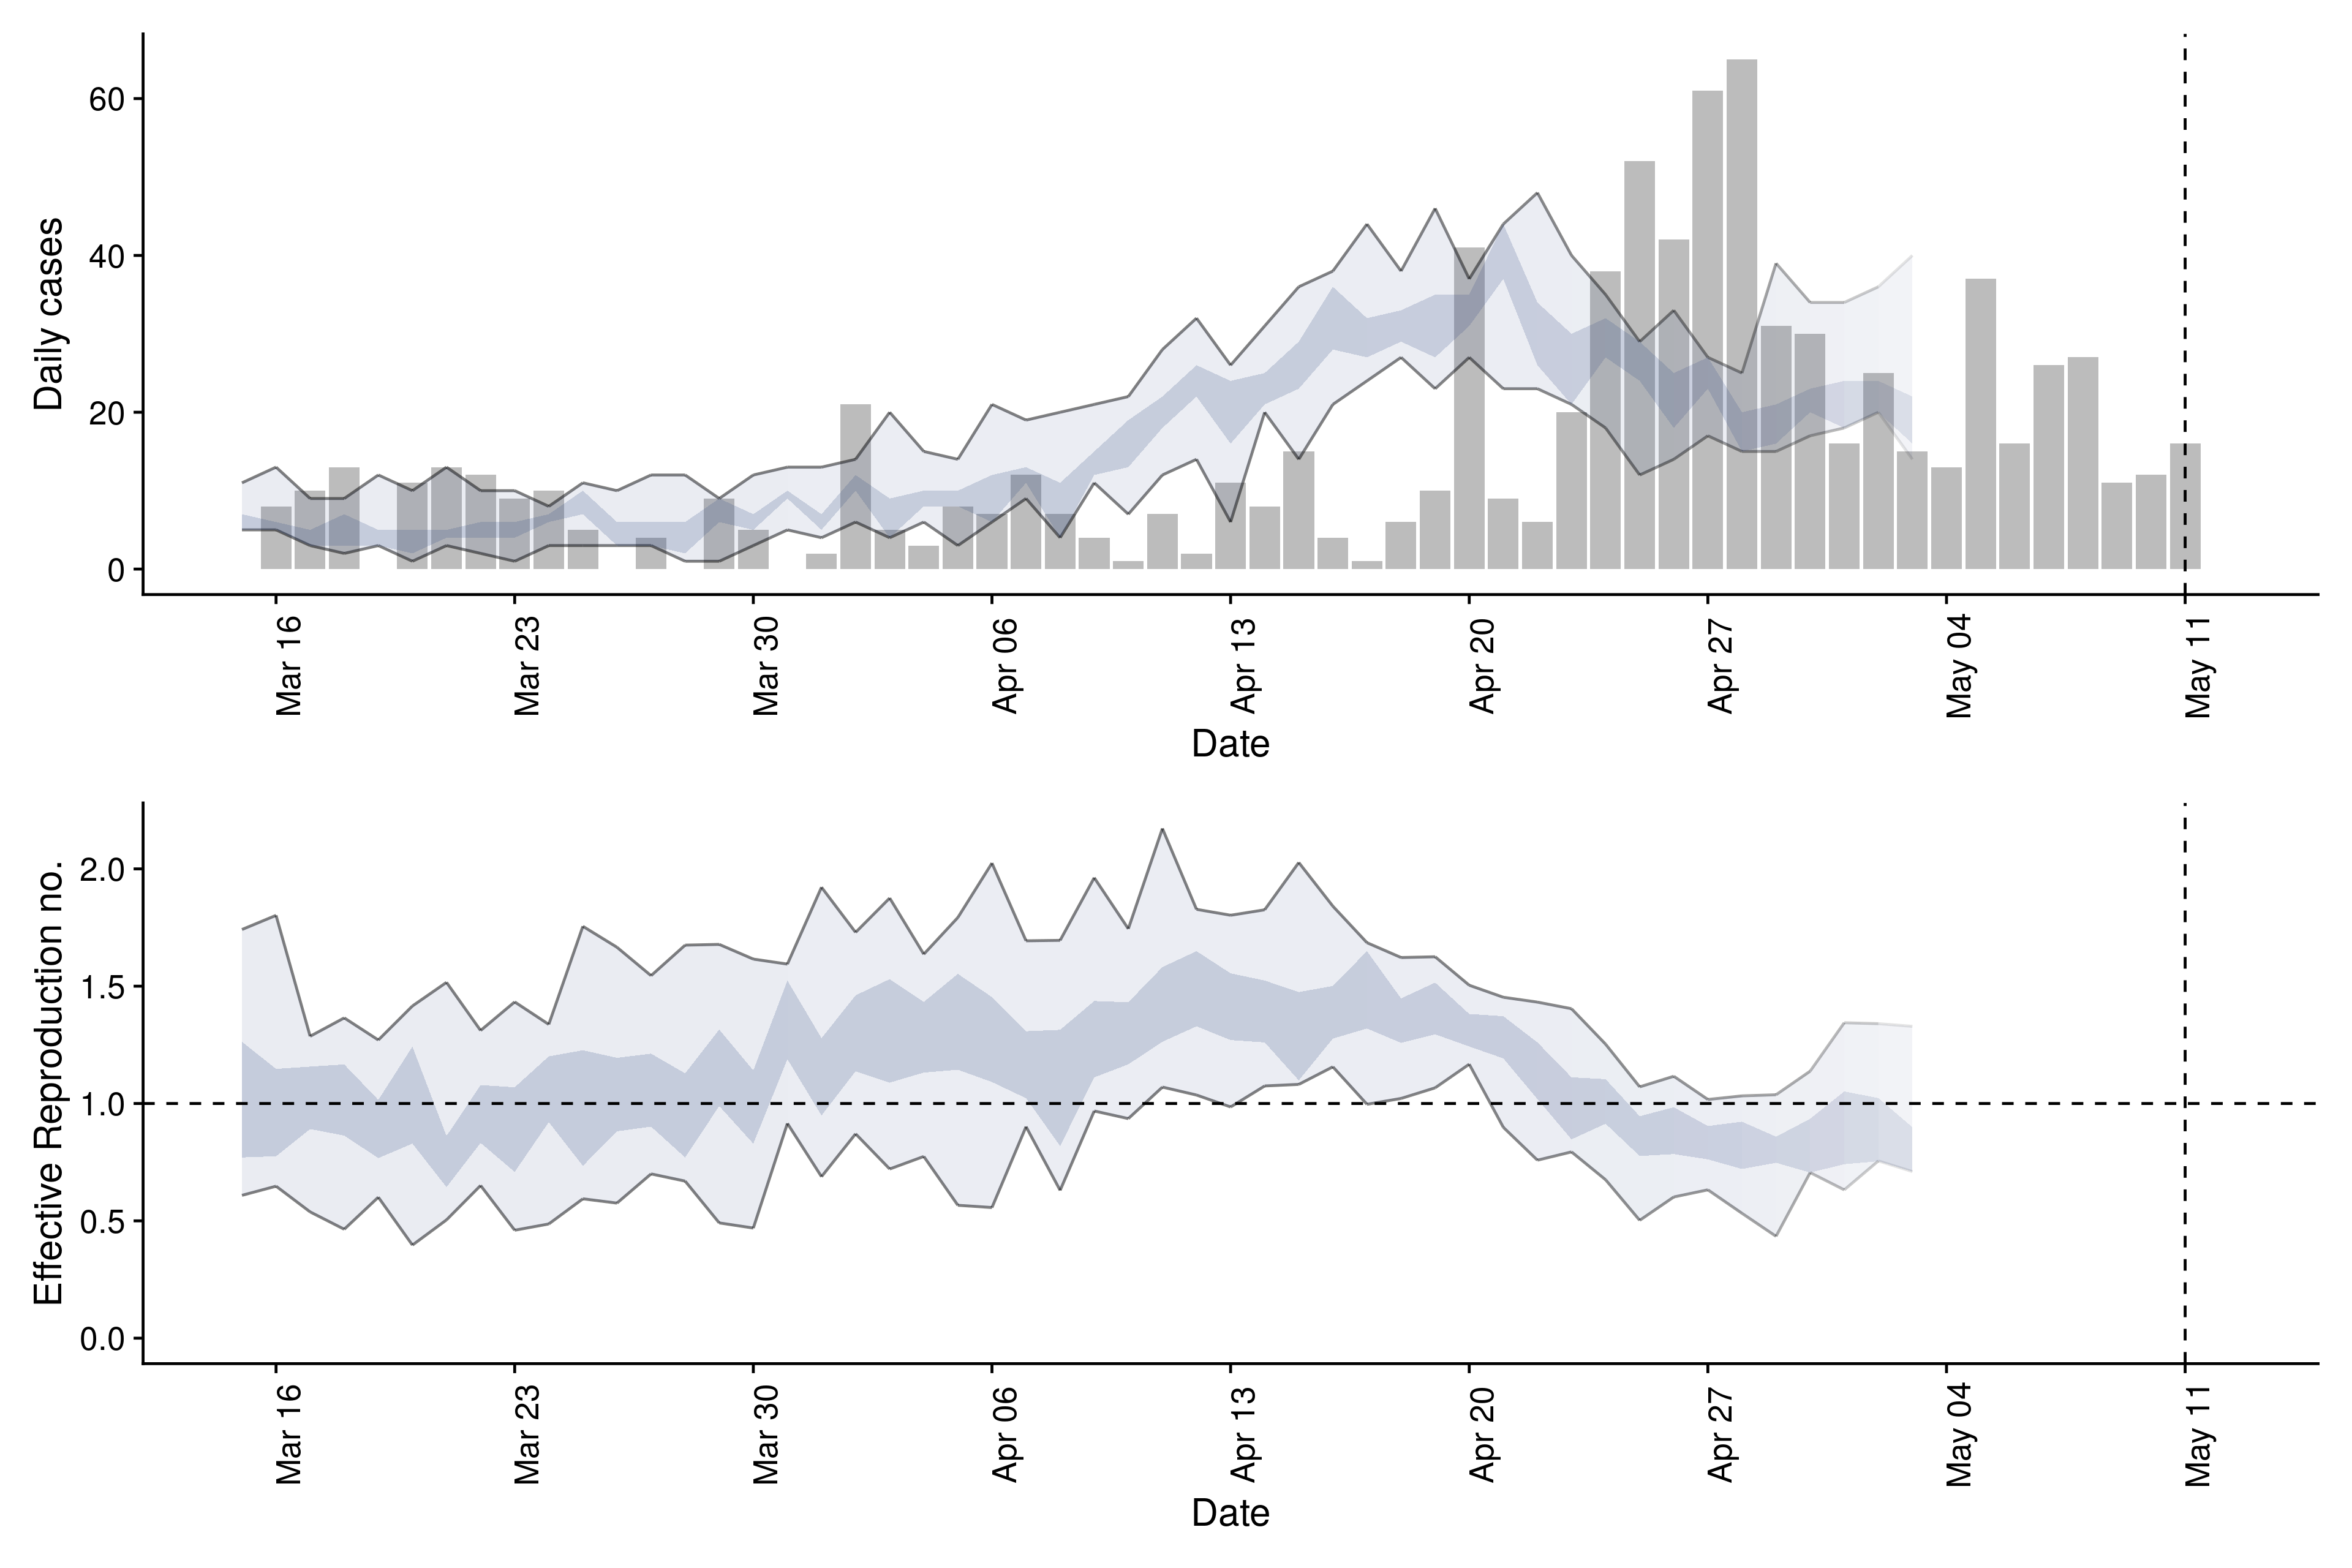 Daily cases
60
40
20
0
Mar 16
Mar 23
Mar 30
Apr 06
Apr 13
Apr 20
Apr 27
May 04
May 11
Date
Effective Reproduction no.
2.0
1.5
1.0
0.5
0.0
Mar 16
Mar 23
Mar 30
Apr 06
Apr 13
Apr 20
Apr 27
May 04
May 11
Date